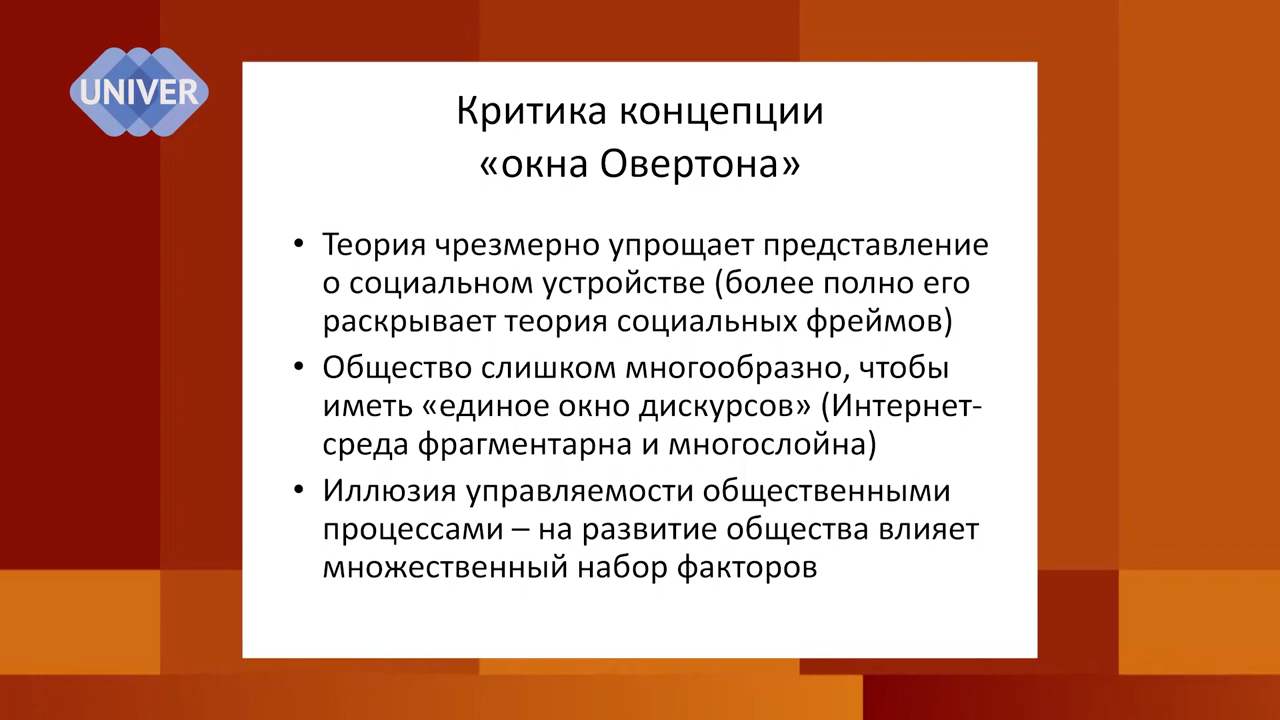 UNIVER
Критика концепции
«окна Овертона»
• Теория чрезмерно упрощает представление
о социальном устройстве (более полно его
раскрывает теория социальных фреймов)
• Общество слишком многообразно, чтобы
иметь «единое окно дискурсов» (Интернет-
среда фрагментарна и многослойна)
• Иллюзия управляемости общественными
процессами – на развитие общества влияет
множественный набор факторов